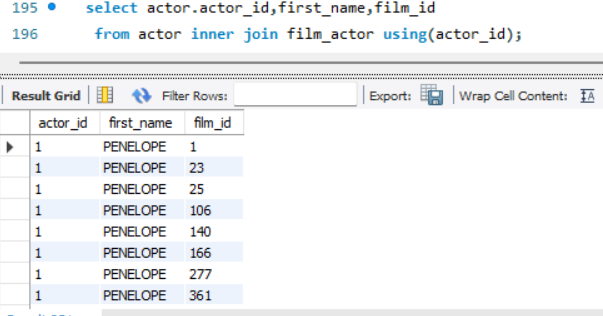 195 select actor.actor_id,first_name,film_id
196 from actor inner join film_actor using(actor_id);
Result Grid Filter Rows: Export: Wrap Cell Content: IA
actor_id first_name film_id
1 PENELOPE 1
1 PENELOPE 23
1 PENELOPE 25
1 PENELOPE 106
1 PENELOPE 140
1 PENELOPE 166
1 PENELOPE 277
1 PENELOPE 361